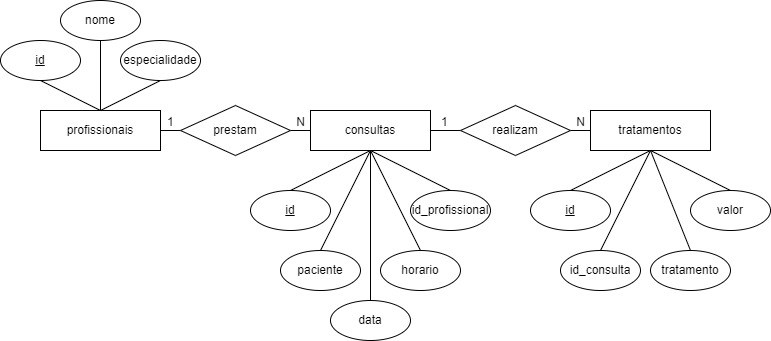 nome
id
especialidade
profissionais
1
prestam
N
consultas
1
realizam
N
tratamentos
id
id_profissional
id
valor
paciente
horario
id_consulta
tratamento
data